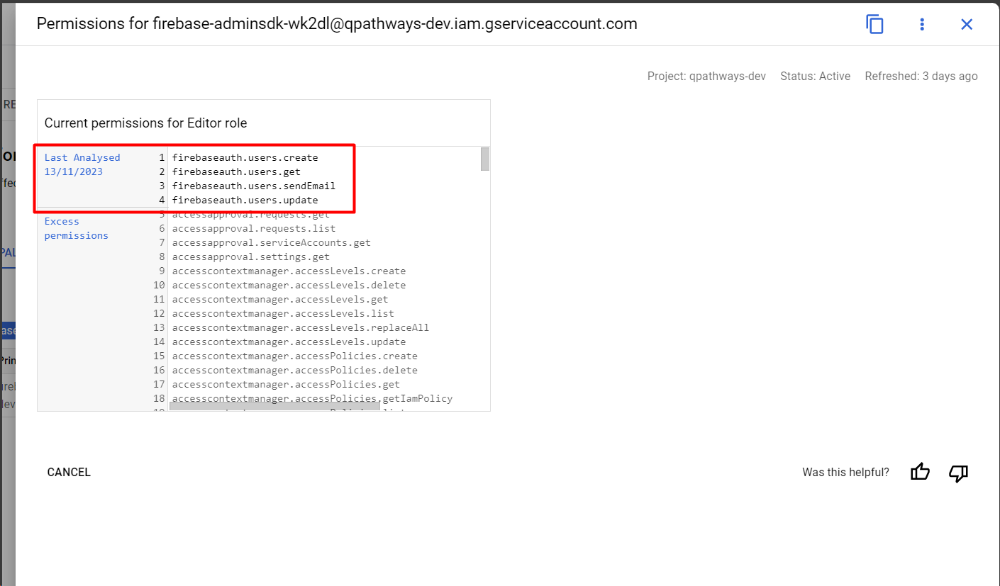 Permissions for firebase-adminsdk-wk2dl@qpathways-dev.iam.gserviceaccount.com
Project: qpathways-dev Status: Active Refreshed: 3 days ago
Current permissions for Editor role
Last Analysed
13/11/2023
1 firebaseauth.users.create
2 firebaseauth.users.get
3 firebaseauth.users.sendEmail
4 firebaseauth.users.update
Excess
permissions
5 accessapproval.requests.get
6 accessapproval.requests.list
7 accessapproval.serviceAccounts.get
8 accessapproval.settings.get
9 accesscontextmanager.accessLevels.create
10 accesscontextmanager.accessLevels.delete
11 accesscontextmanager.accessLevels.get
12 accesscontextmanager.accessLevels.list
13 accesscontextmanager.accessLevels.replaceAll
14 accesscontextmanager.accessLevels.update
15 accesscontextmanager.accessPolicies.create
16 accesscontextmanager.accessPolicies.delete
17 accesscontextmanager.accessPolicies.get
18 accesscontextmanager.accessPolicies.getIamPolicy
CANCEL
Was this helpful?